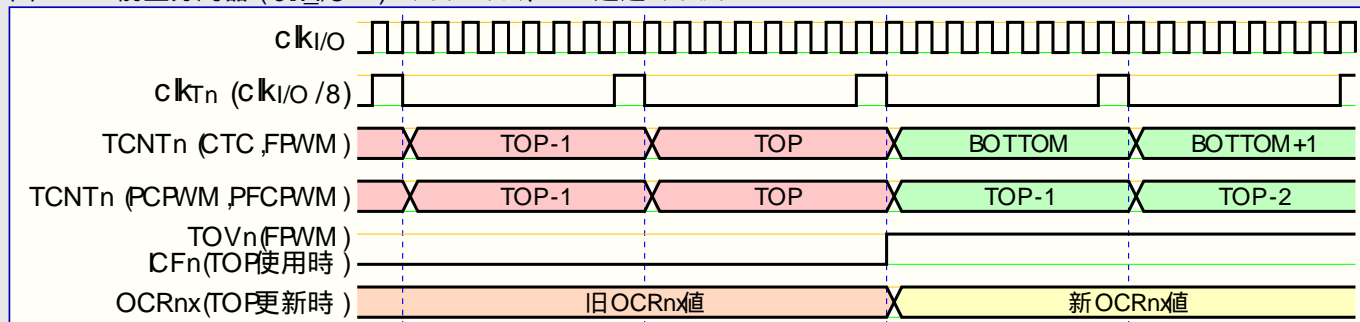 clkI/O
clkTn (clkI/O /8)
TCNTn (CTC,FPWM) TOP-1 TOP BOTTOM BOTTOM+1
TCNTn (PCPWM,PFCPWM) TOP-1 TOP TOP-1 TOP-2
TOVn(FPWM)
ICFn(TOP使用時)
OCRnx(TOP更新時) 旧OCRnx値 新OCRnx値